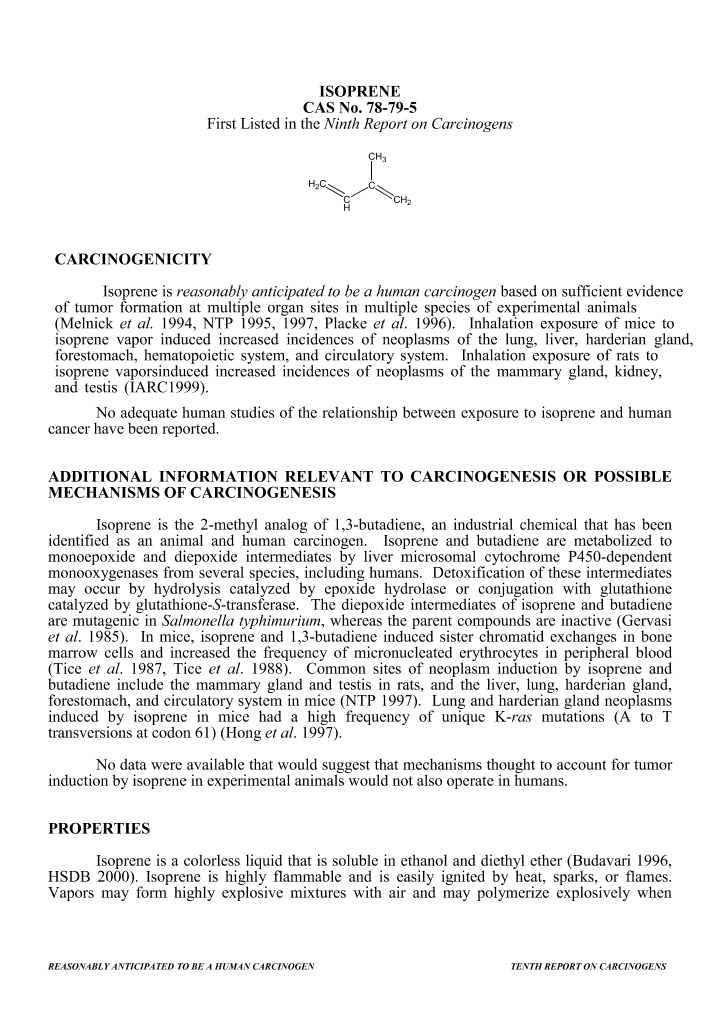 ISOPRENE
CAS No. 78-79-5
First Listed in the Ninth Report on Carcinogens
CH3
H2C
C
C
H
CH2
CARCINOGENICITY
Isoprene is reasonably anticipated to be a human carcinogen based on sufficient evidence
of tumor formation at multiple organ sites in multiple species of experimental animals
(Melnick et al. 1994, NTP 1995, 1997, Placke et al. 1996). Inhalation exposure of mice to
isoprene vapor induced increased incidences of neoplasms of the lung, liver, harderian gland,
forestomach, hematopoietic system, and circulatory system. Inhalation exposure of rats to
isoprene vaporsinduced increased incidences of neoplasms of the mammary gland, kidney,
and testis (IARC1999).
No adequate human studies of the relationship between exposure to isoprene and human
cancer have been reported.
ADDITIONAL INFORMATION RELEVANT TO CARCINOGENESIS OR POSSIBLE
MECHANISMS OF CARCINOGENESIS
Isoprene is the 2-methyl analog of 1,3-butadiene, an industrial chemical that has been
identified as an animal and human carcinogen. Isoprene and butadiene are metabolized to
monoepoxide and diepoxide intermediates by liver microsomal cytochrome P450-dependent
monooxygenases from several species, including humans. Detoxification of these intermediates
may occur by hydrolysis catalyzed by epoxide hydrolase or conjugation with glutathione
catalyzed by glutathione-S-transferase. The diepoxide intermediates of isoprene and butadiene
are mutagenic in Salmonella typhimurium, whereas the parent compounds are inactive (Gervasi
et al. 1985). In mice, isoprene and 1,3-butadiene induced sister chromatid exchanges in bone
marrow cells and increased the frequency of micronucleated erythrocytes in peripheral blood
(Tice et al. 1987, Tice et al. 1988). Common sites of neoplasm induction by isoprene and
butadiene include the mammary gland and testis in rats, and the liver, lung, harderian gland,
forestomach, and circulatory system in mice (NTP 1997). Lung and harderian gland neoplasms
induced by isoprene in mice had a high frequency of unique K-ras mutations (A to T
transversions at codon 61) (Hong et al. 1997).
No data were available that would suggest that mechanisms thought to account for tumor
induction by isoprene in experimental animals would not also operate in humans.
PROPERTIES
Isoprene is a colorless liquid that is soluble in ethanol and diethyl ether (Budavari 1996,
HSDB 2000). Isoprene is highly flammable and is easily ignited by heat, sparks, or flames.
Vapors may form highly explosive mixtures with air and may polymerize explosively when
REASONABLY ANTICIPATED TO BE A HUMAN CARCINOGEN TENTH REPORT ON CARCINOGENS